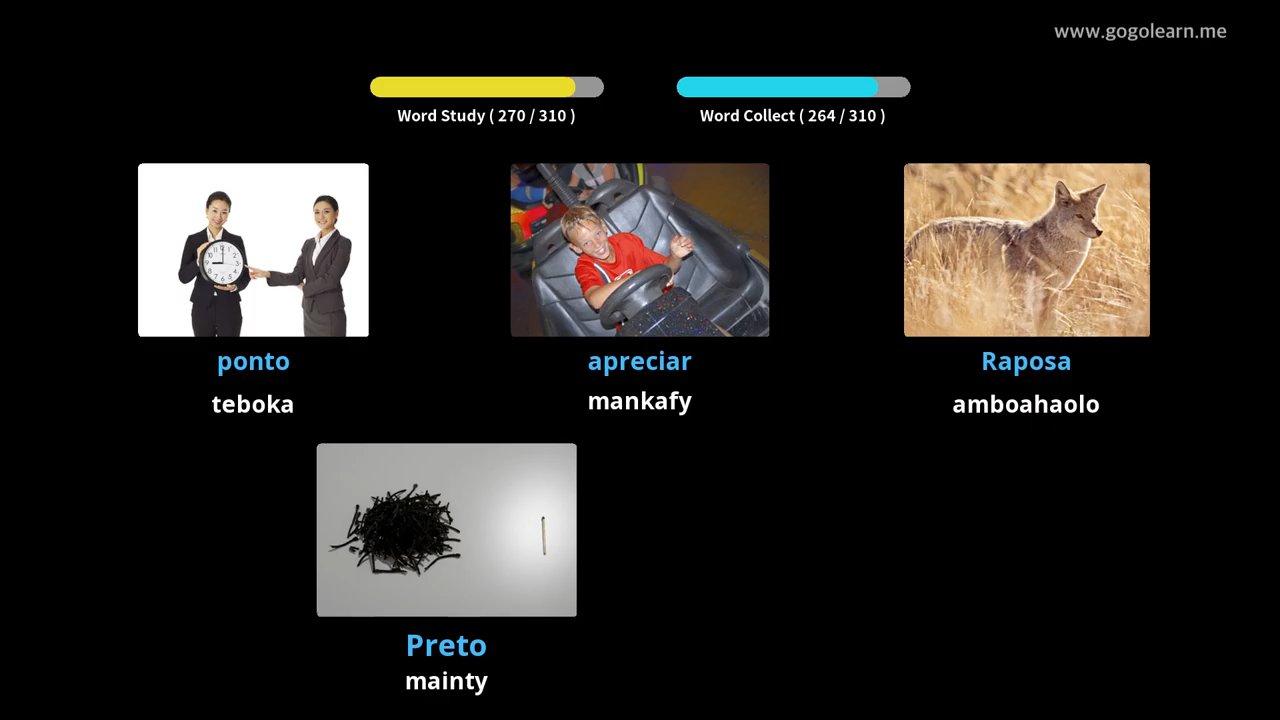 www.gogolearn.me
Word Study ( 270 / 310 )
Word Collect ( 264 / 310 )
ponto
teboka
apreciar
mankafy
Raposa
amboahaolo
Preto
mainty